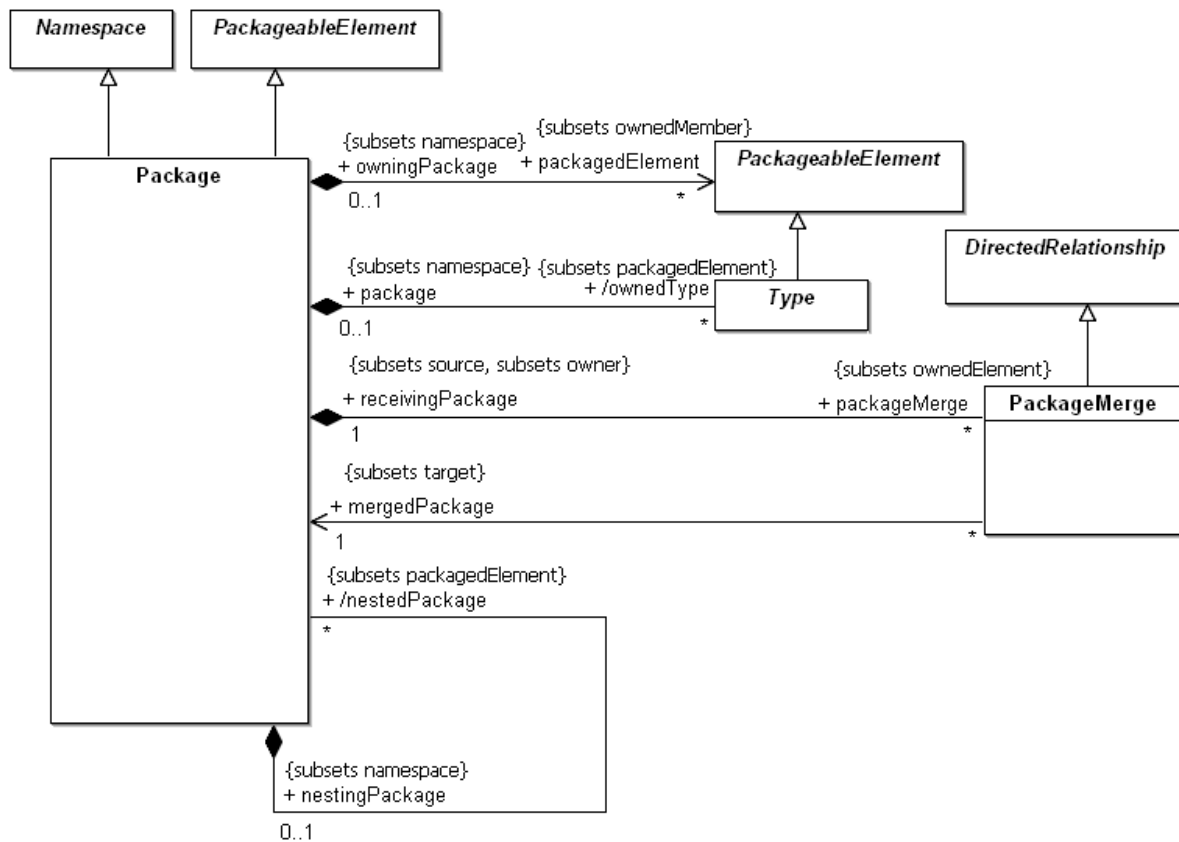 Namespace
PackageableElement
Package
{subsets namespace}
+ owningPackage
0..1
{subsets ownedMember}
+ packagedElement
*
PackageableElement
DirectedRelationship
{subsets namespace}
+ package
0..1
{subsets packagedElement}
+ /ownedType
*
Type
{subsets source, subsets owner}
+ receivingPackage
1
{subsets ownedElement}
+ packageMerge
*
PackageMerge
{subsets target}
+ mergedPackage
1
*
{subsets packagedElement}
+ /nestedPackage
*
{subsets namespace}
+ nestingPackage
0..1